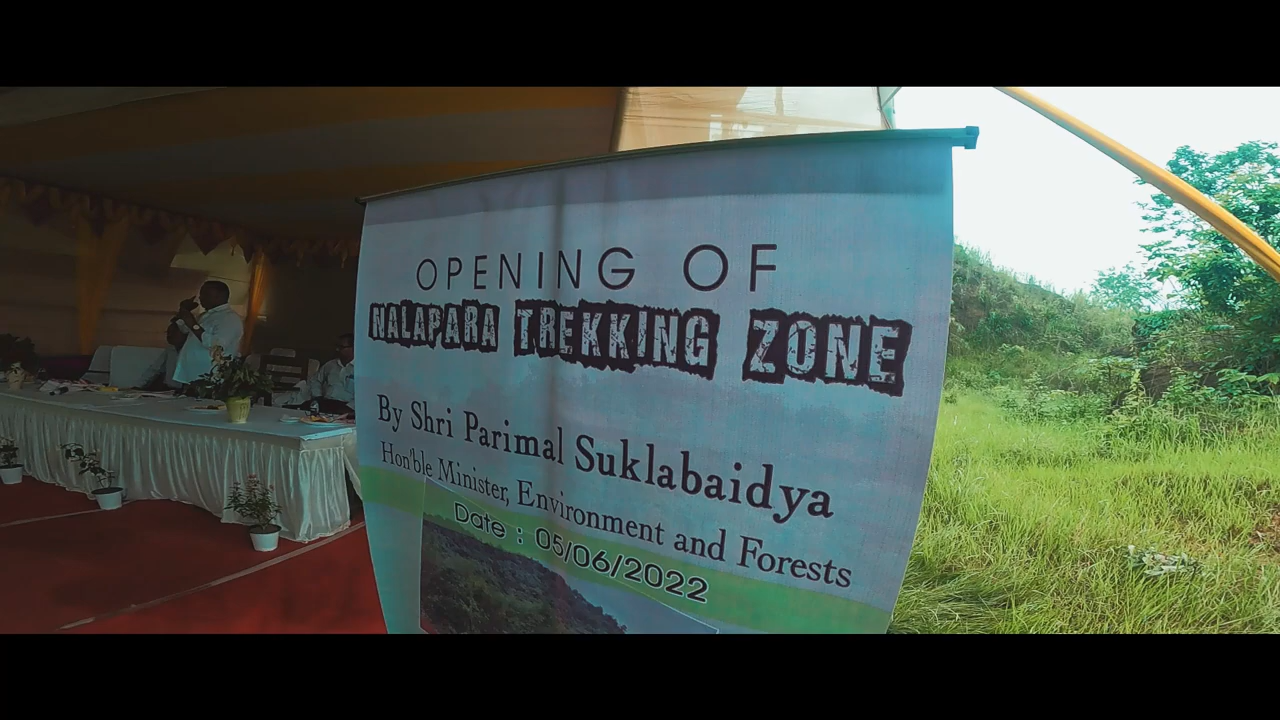 OPENING OF
NALAPARA TREKKING ZONE
By Shri Parimal Suklabaidya
Hon'ble Minister, Environment and Forests
Date : 05/06/2022